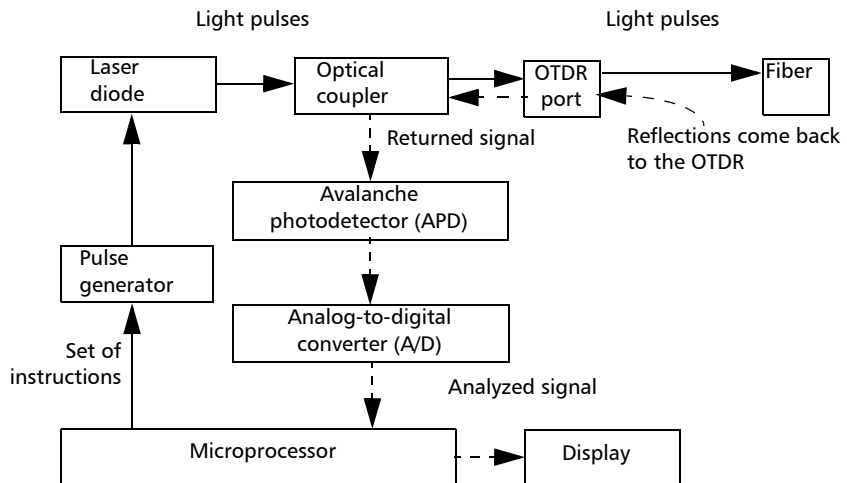 Light pulses
Light pulses
Laser
diode
Optical
coupler
OTDR
port
Fiber
Returned signal
Reflections come back
to the OTDR
Avalanche
photodetector (APD)
Pulse
generator
Analog-to-digital
converter (A/D)
Set of
instructions
Analyzed signal
Microprocessor
Display